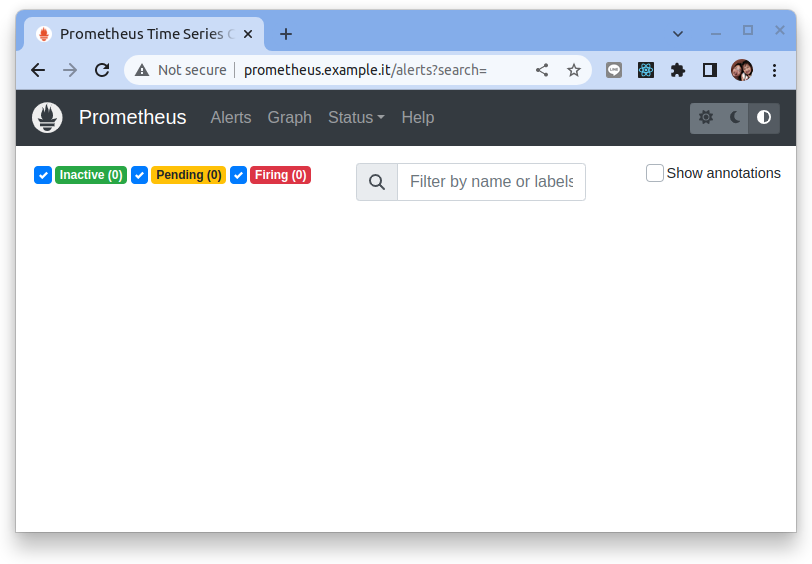 Prometheus Time Series C
Not secure prometheus.example.it/alerts?search=
Prometheus Alerts Graph Status Help
Inactive (0) Pending (0) Firing (0) Filter by name or labels Show annotations